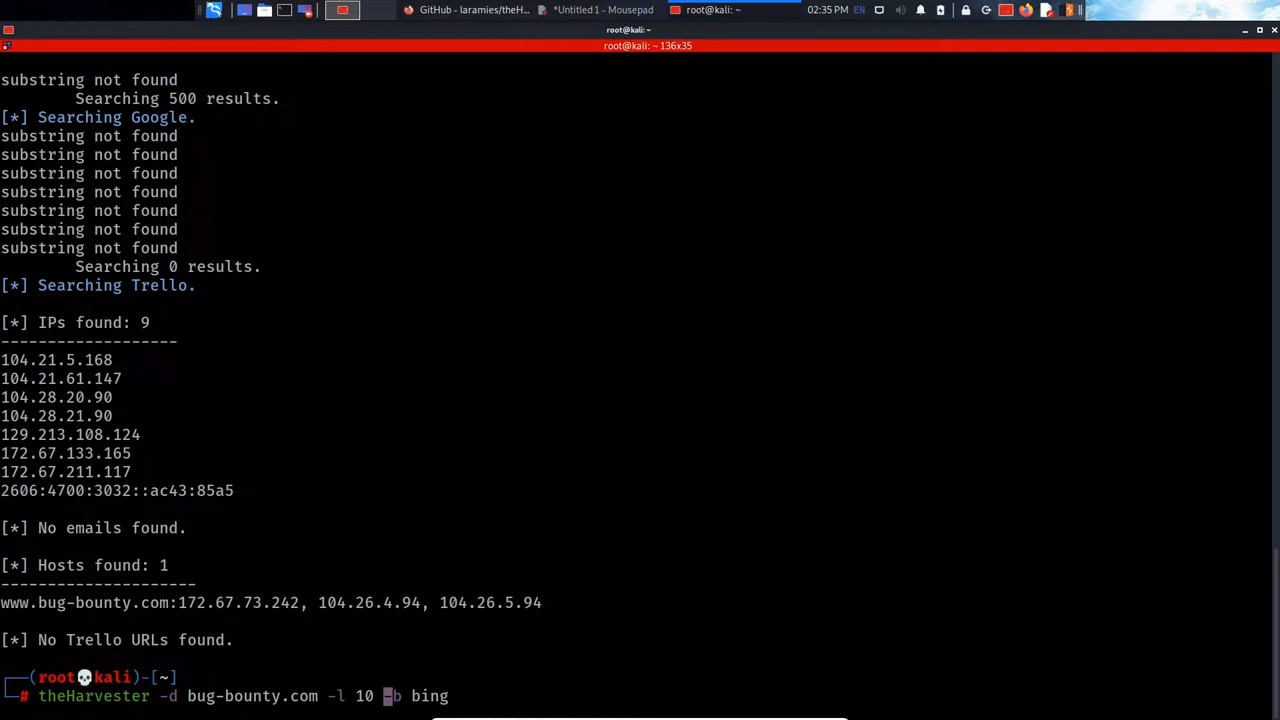 GitHub - laramies/theH...
*Untitled 1 - Mousepad
root@kali: ~
02:35 PM
EN
root@kali: ~
root@kali: ~ 136x35
substring not found
Searching 500 results.
[*] Searching Google.
substring not found
substring not found
substring not found
substring not found
substring not found
substring not found
substring not found
Searching 0 results.
[*] Searching Trello.
[*] IPs found: 9
-------------------
104.21.5.168
104.21.61.147
104.28.20.90
104.28.21.90
129.213.108.124
172.67.133.165
172.67.211.117
2606:4700:3032::ac43:85a5
[*] No emails found.
[*] Hosts found: 1
---------------------
www.bug-bounty.com:172.67.73.242, 104.26.4.94, 104.26.5.94
[*] No Trello URLs found.
┌──(root💀kali)-[~]
└─# theHarvester -d bug-bounty.com -l 10 -b bing